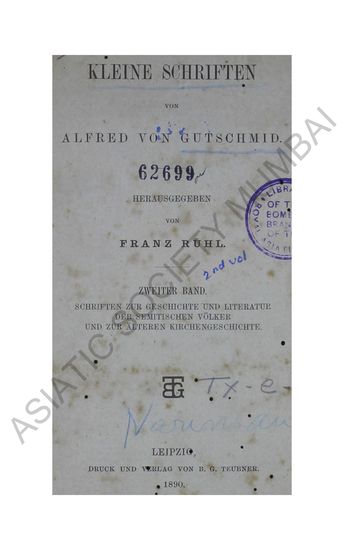 KLEINE SCHRIFTEN
VON
ALFRED VON GUTSCHMID.
62699
HERAUSGEGEBEN
VON
FRANZ RÜHL.
2nd vol
ZWEITER BAND.
SCHRIFTEN ZUR GESCHICHTE UND LITERATUR
DER SEMITISCHEN VÖLKER
UND ZUR ÄLTEREN KIRCHENGESCHICHTE.
TX-e-
LEIPZIG,
DRUCK UND VERLAG VON B. G. TEUBNER.
1890.
ASIATIC SOCIETY MUMBAI